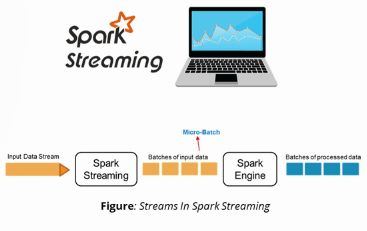 Spark
Streaming
Micro-Batch
Input Data Stream
Spark
Streaming
Batches of input data
Spark
Engine
Batches of processed data
Figure: Streams In Spark Streaming